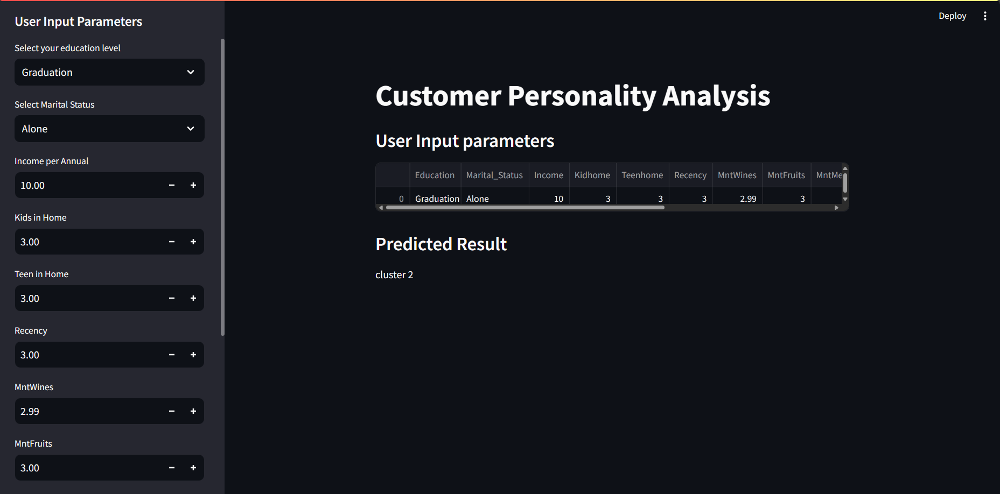 User Input Parameters
Select your education level
Graduation
Select Marital Status
Alone
Income per Annual
10.00
Kids in Home
3.00
Teen in Home
3.00
Recency
3.00
MntWines
2.99
MntFruits
3.00
Deploy
Customer Personality Analysis
User Input parameters
Education Marital_Status Income Kidhome Teenhome Recency MntWines MntFruits MntMe
0 Graduation Alone 10 3 3 3 2.99 3
Predicted Result
cluster 2